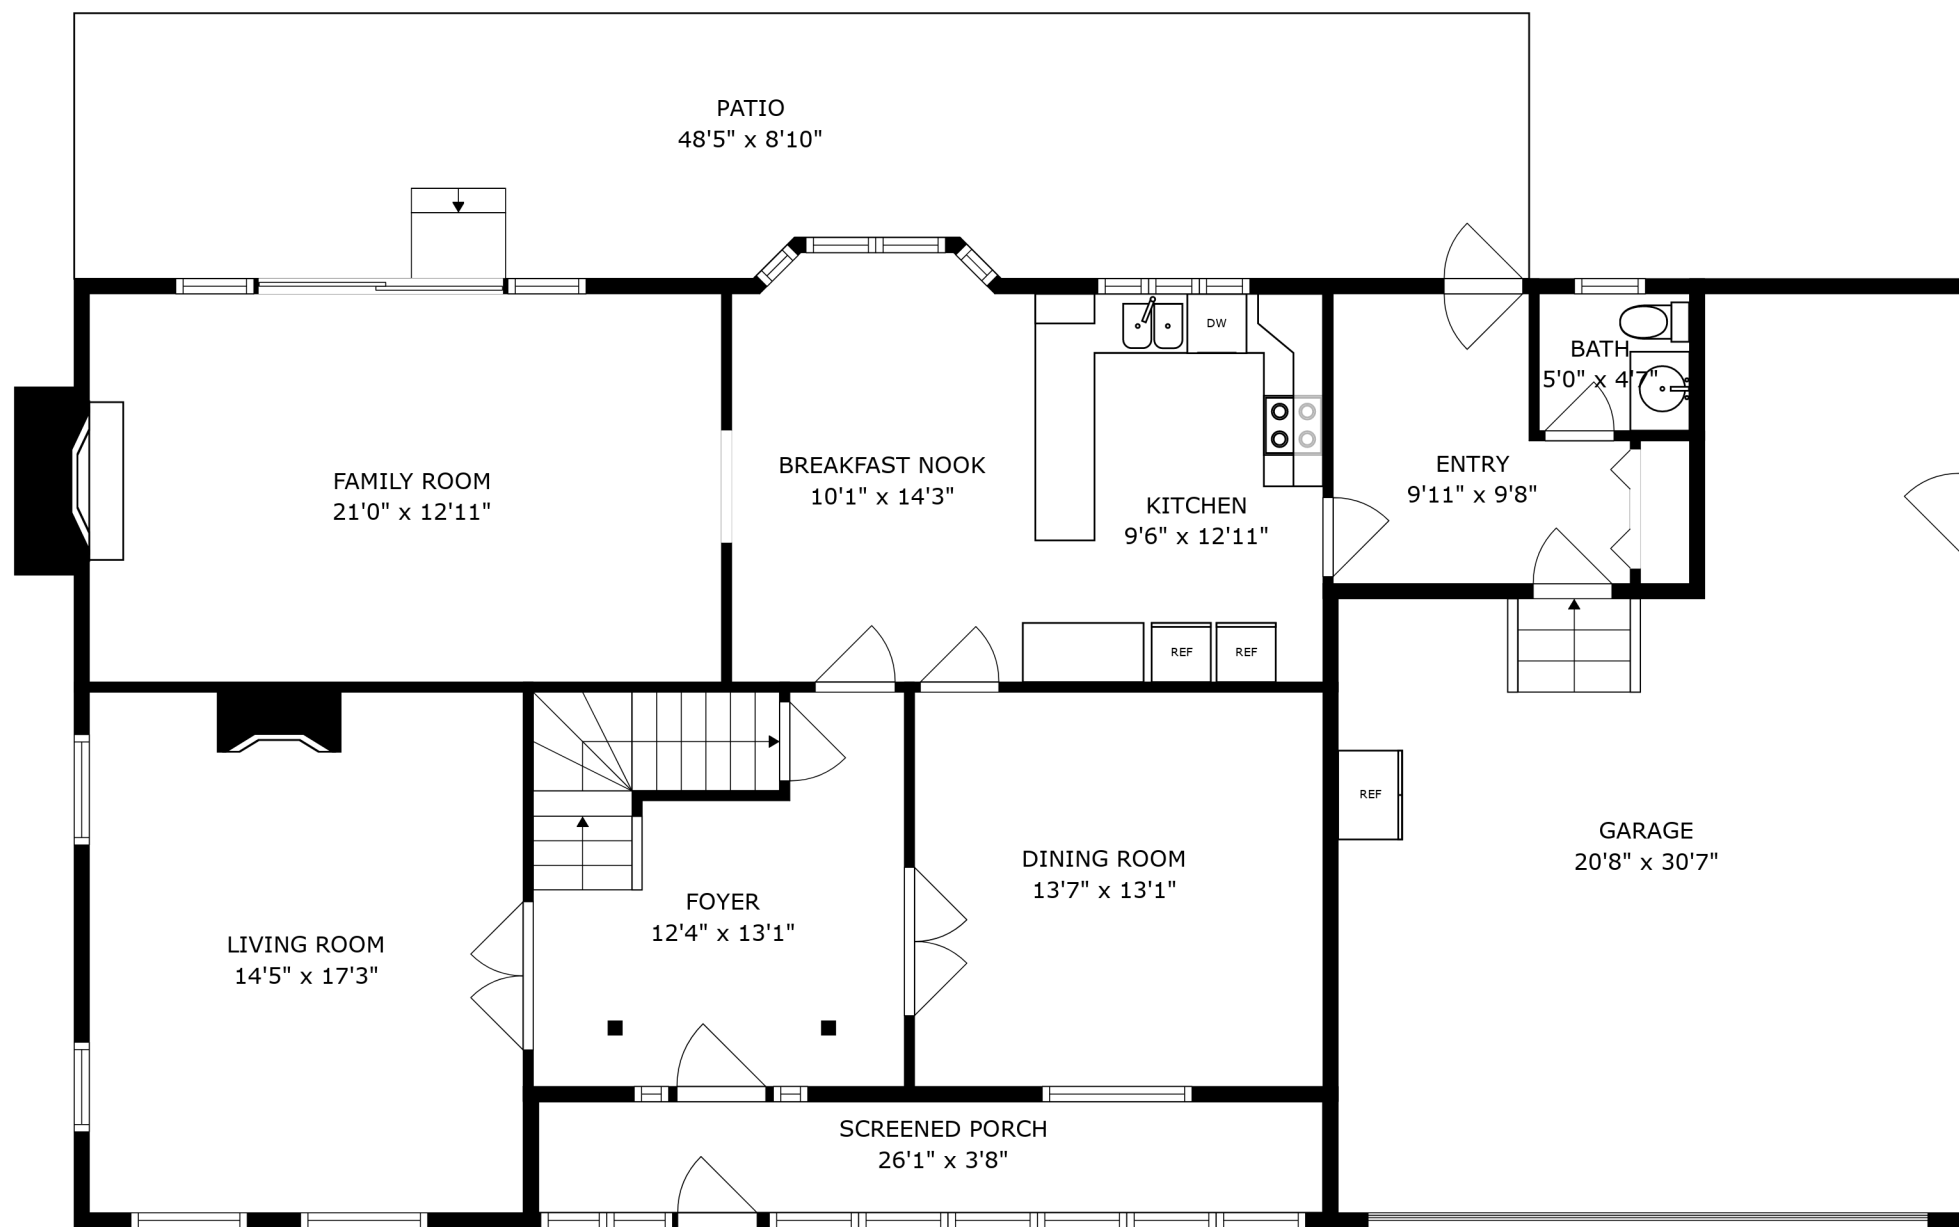 PATIO
48'5" x 8'10"
DW
BATH
5'0" x 4'7"
FAMILY ROOM
21'0" x 12'11"
BREAKFAST NOOK
10'1" x 14'3"
KITCHEN
9'6" x 12'11"
ENTRY
9'11" x 9'8"
REF
REF
REF
LIVING ROOM
14'5" x 17'3"
FOYER
12'4" x 13'1"
DINING ROOM
13'7" x 13'1"
GARAGE
20'8" x 30'7"
SCREENED PORCH
26'1" x 3'8"